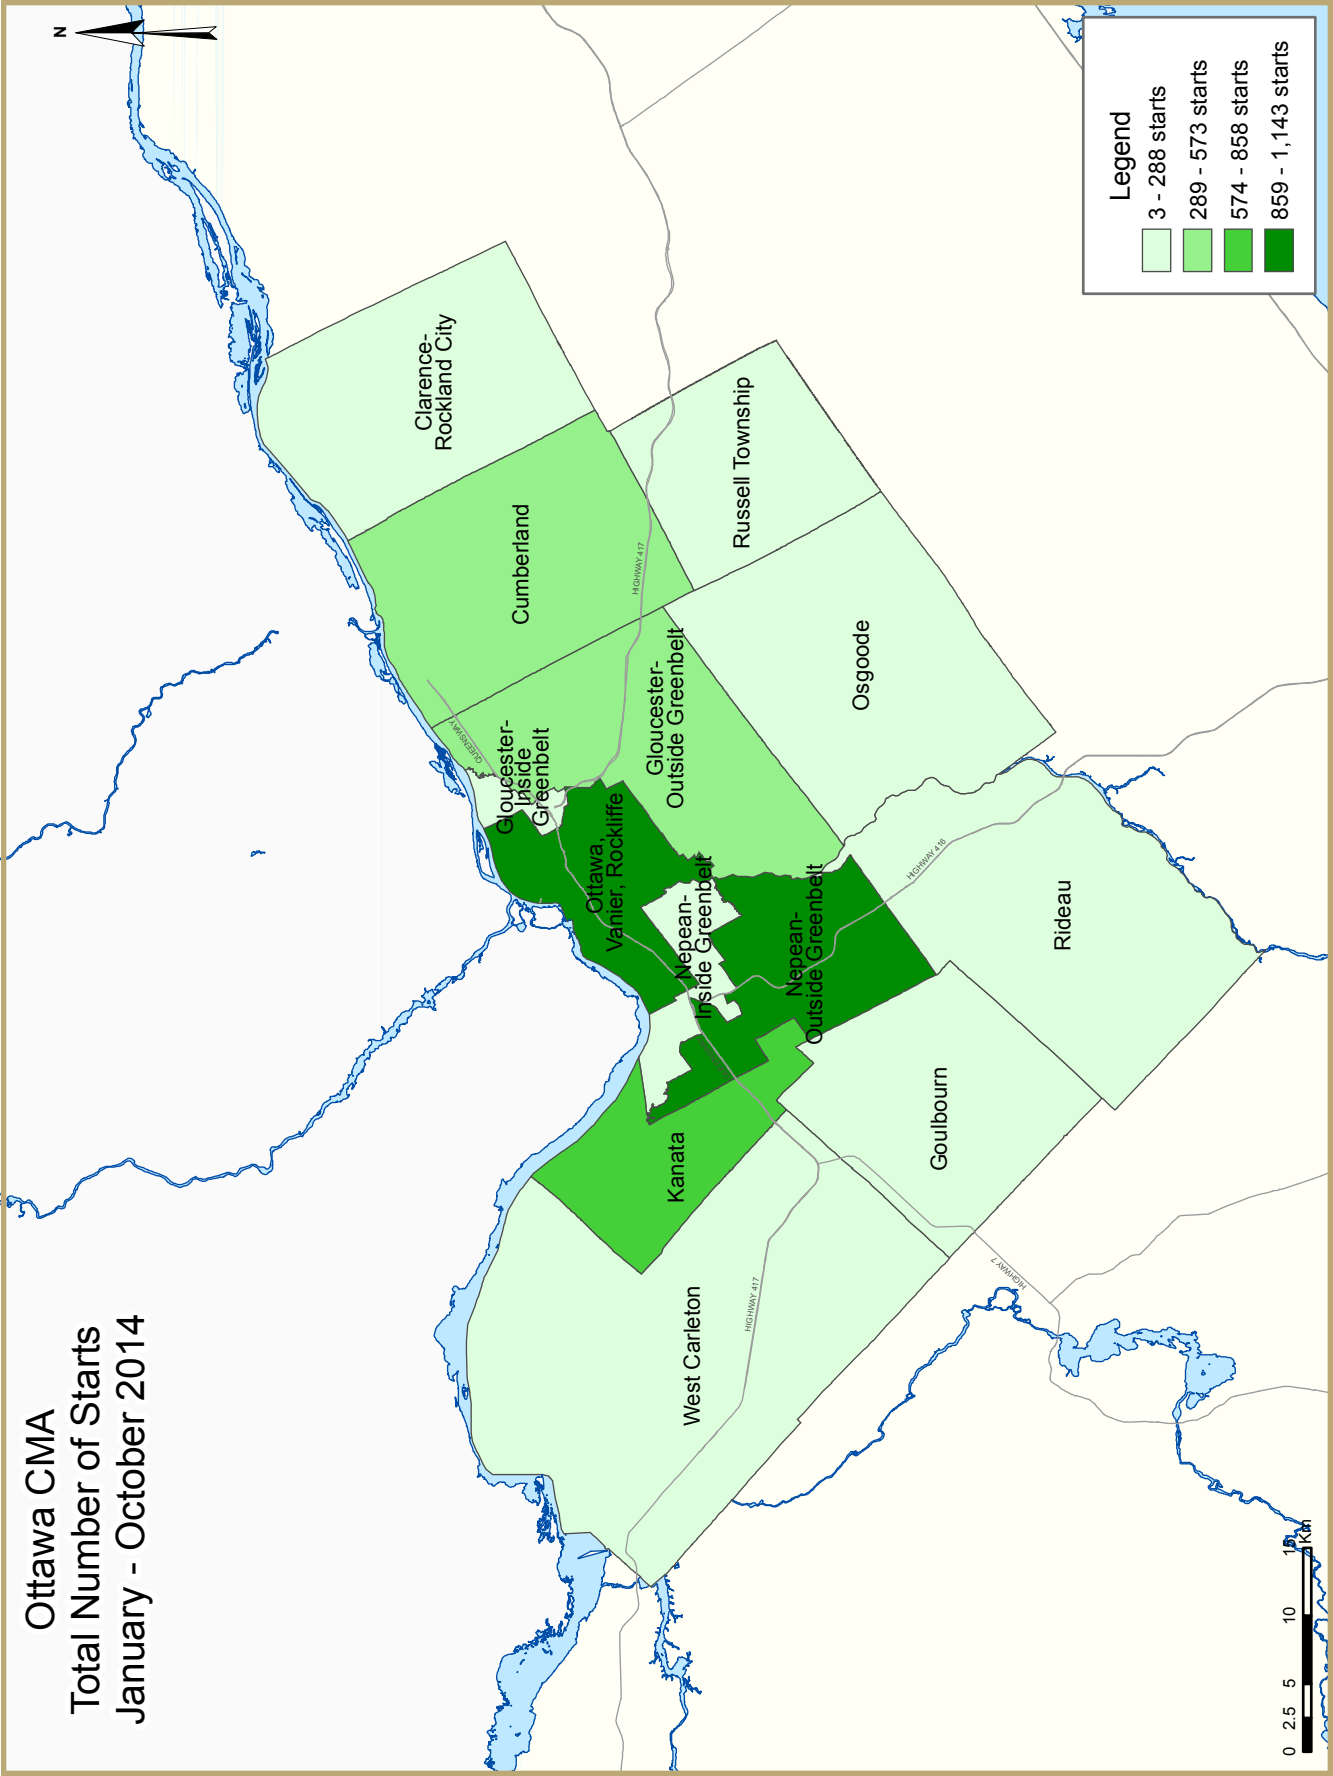 Ottawa CMA
Total Number of Starts
January - October 2014
N
Clarence-
Rockland City
Cumberland
Russell Township
HIGHWAY 417
QUEENSWAY
Gloucester-
Inside
Greenbelt
Gloucester-
Outside Greenbelt
Osgoode
Ottawa,
Vanier, Rockliffe
Nepean-
Inside Greenbelt
Nepean-
Outside Greenbelt
HIGHWAY 416
Rideau
Kanata
Goulbourn
West Carleton
HIGHWAY 417
HIGHWAY 7
Legend
3 - 288 starts
289 - 573 starts
574 - 858 starts
859 - 1,143 starts
0 2.5 5 10 15
Km